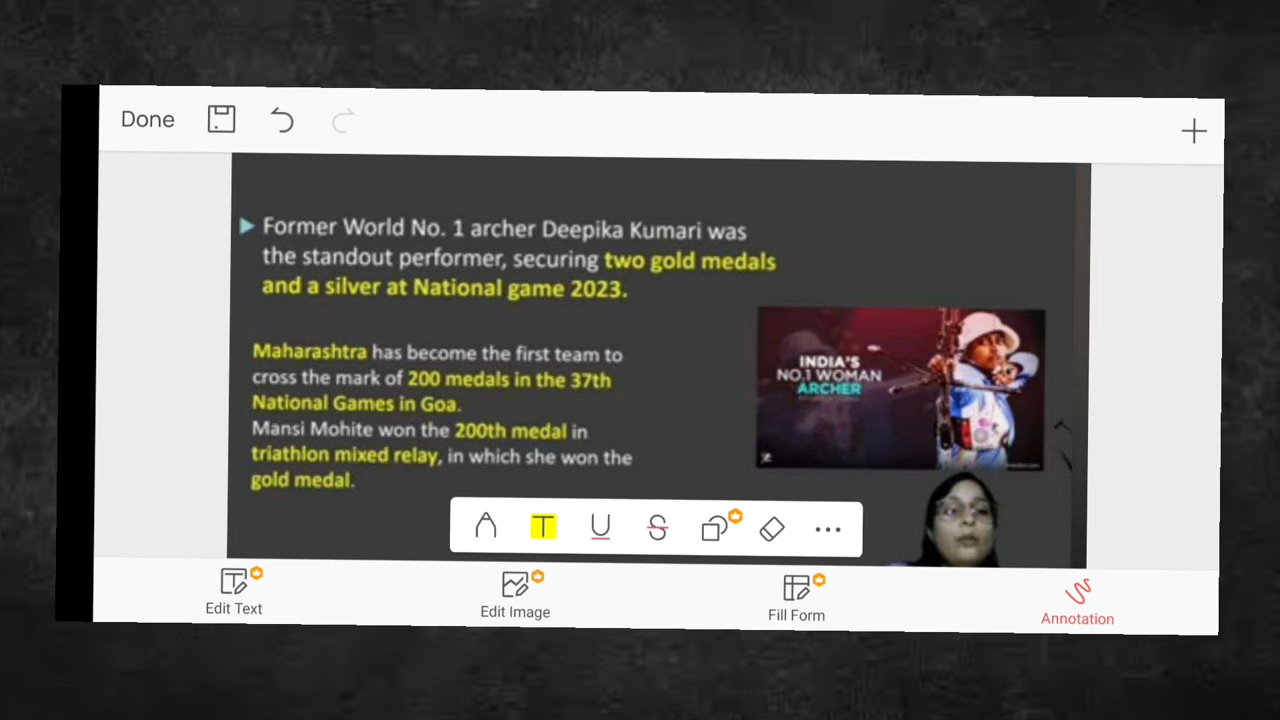 Done
Former World No. 1 archer Deepika Kumari was
the standout performer, securing two gold medals
and a silver at National game 2023.
Maharashtra has become the first team to
cross the mark of 200 medals in the 37th
National Games in Goa.
Mansi Mohite won the 200th medal in
triathlon mixed relay, in which she won the
gold medal.
INDIA'S
NO.1 WOMAN
ARCHER
T
U
S
Edit Text
Edit Image
Fill Form
Annotation